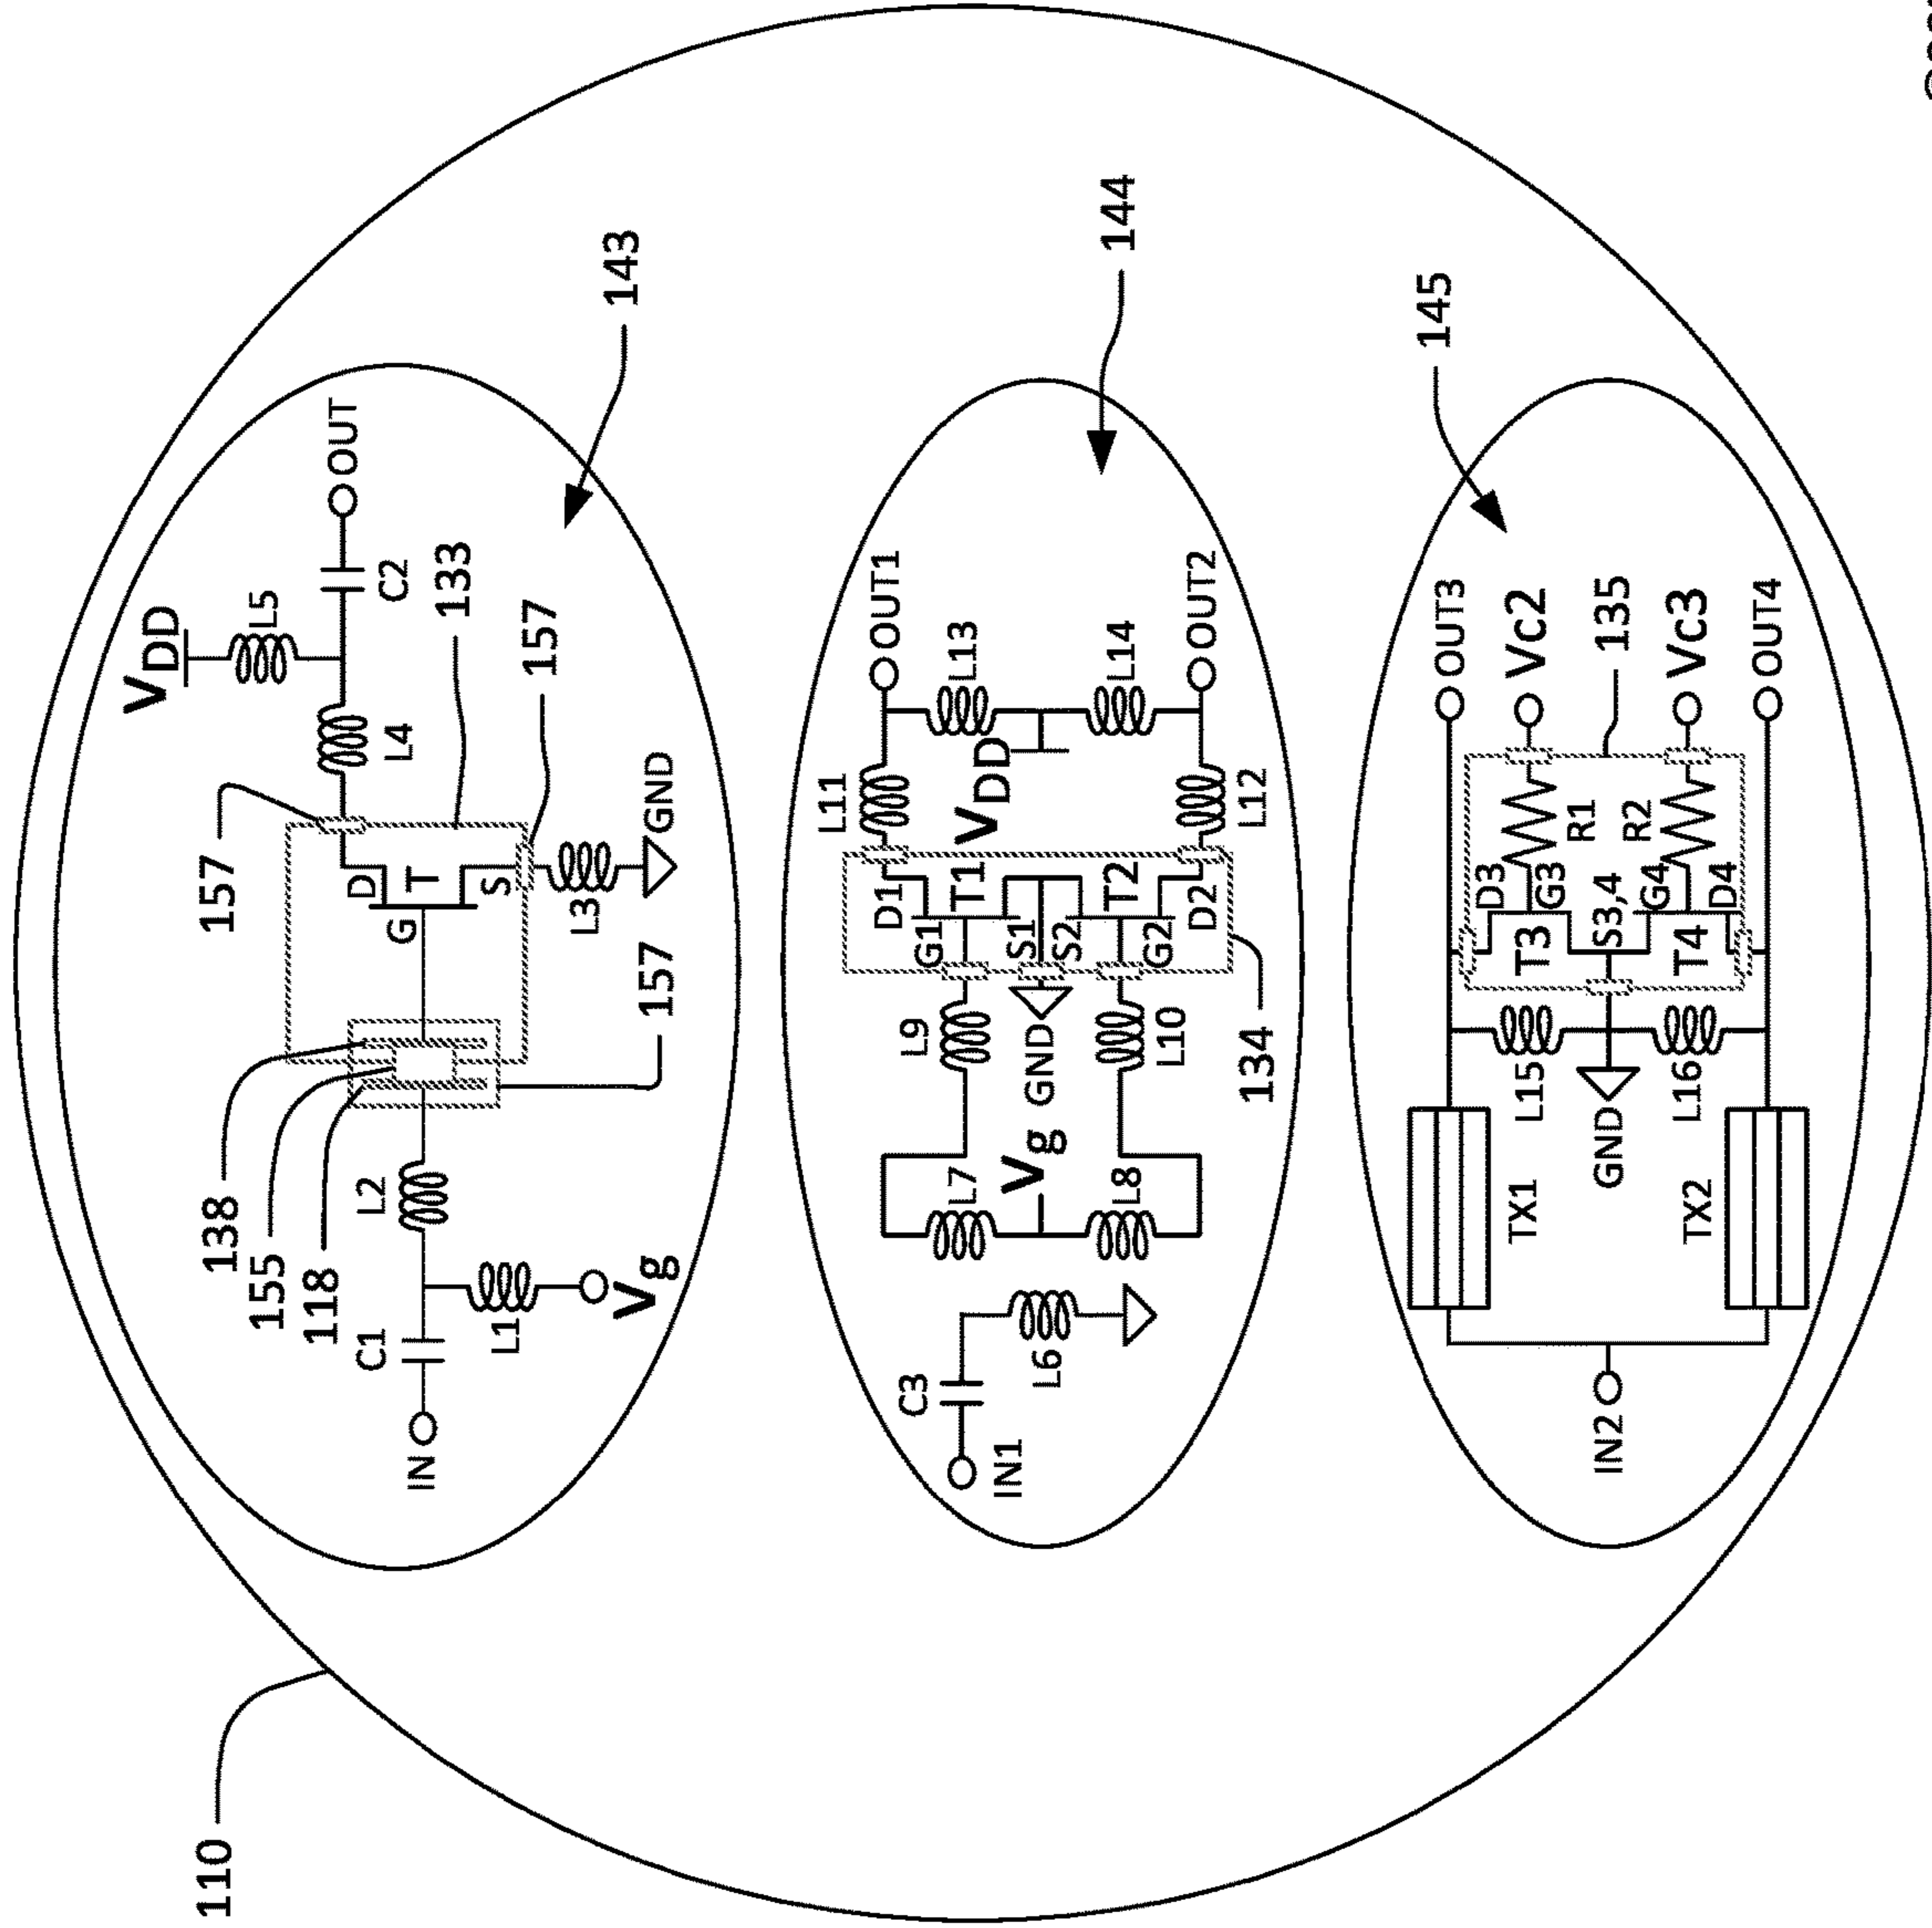 110
143
V_DD
L5
OUT
C2
L4
133
157
157
D
T
G
S
L3
GND
157
138
155
118
L2
C1
L1
Vg
IN
144
OUT1
L13
L11
V_DD
L14
OUT2
L12
D1
T1
G1
S1
S2
T2
G2
D2
134
L9
GND
L10
L7
Vg
L8
C3
L6
IN1
145
OUT3
Vc2
135
Vc3
OUT4
R1
R2
D3
G3
T3
S3,4
G4
T4
D4
L15
GND
L16
TX1
TX2
IN2